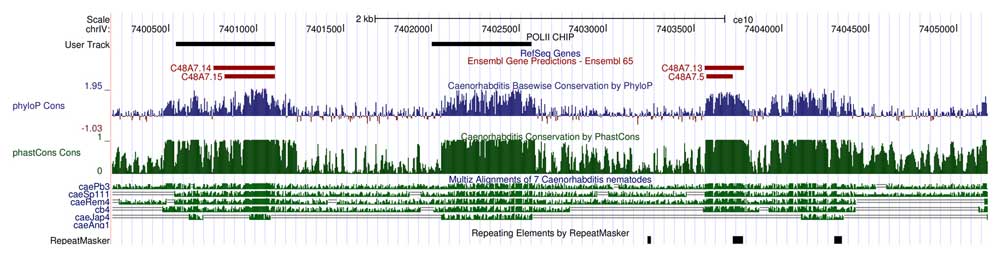 Scale 2 kb ce10
chrIV: 7400500 7401000 7401500 7402000 7402500 7403000 7403500 7404000 7404500 7405000
POLII CHIP
User Track
RefSeq Genes
Ensembl Gene Predictions - Ensembl 65
C48A7.14 C48A7.13
C48A7.15 C48A7.5
Caenorhabditis Basewise Conservation by PhyloP
1.95
phyloP Cons
-1.03
Caenorhabditis Conservation by PhastCons
1
phastCons Cons
0
Multiz Alignments of 7 Caenorhabditis nematodes
caePb3
caeSp111
caeRem4
cb4
caeJap4
caeAng1
Repeating Elements by RepeatMasker
RepeatMasker